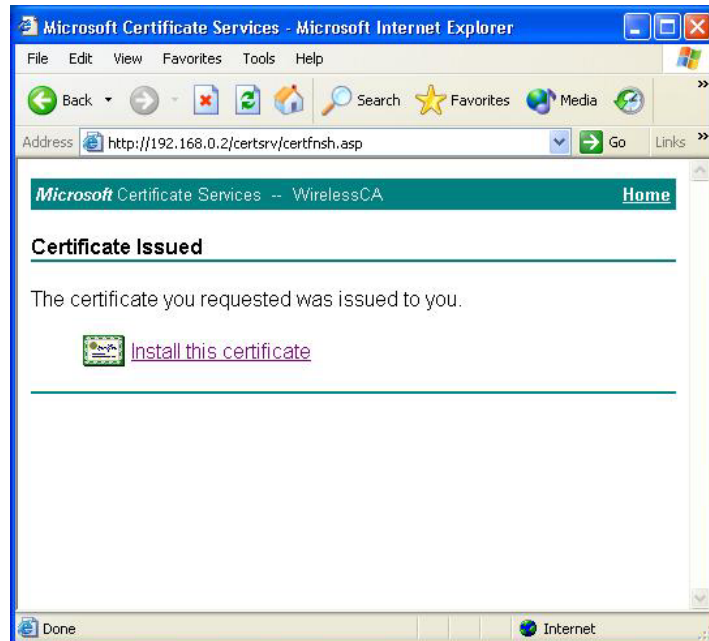 Microsoft Certificate Services - Microsoft Internet Explorer
File Edit View Favorites Tools Help
Back Search Favorites Media »
Address http://192.168.0.2/certsrv/certfnsh.asp Go Links »
Microsoft Certificate Services -- WirelessCA Home
Certificate Issued
The certificate you requested was issued to you.
Install this certificate
Done Internet